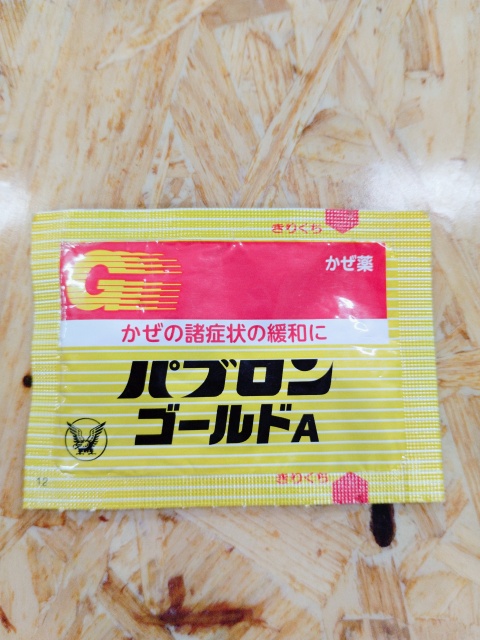 きりくち
G
かぜ薬
かぜの諸症状の緩和に
パブロン
ゴールドA
きりくち
12